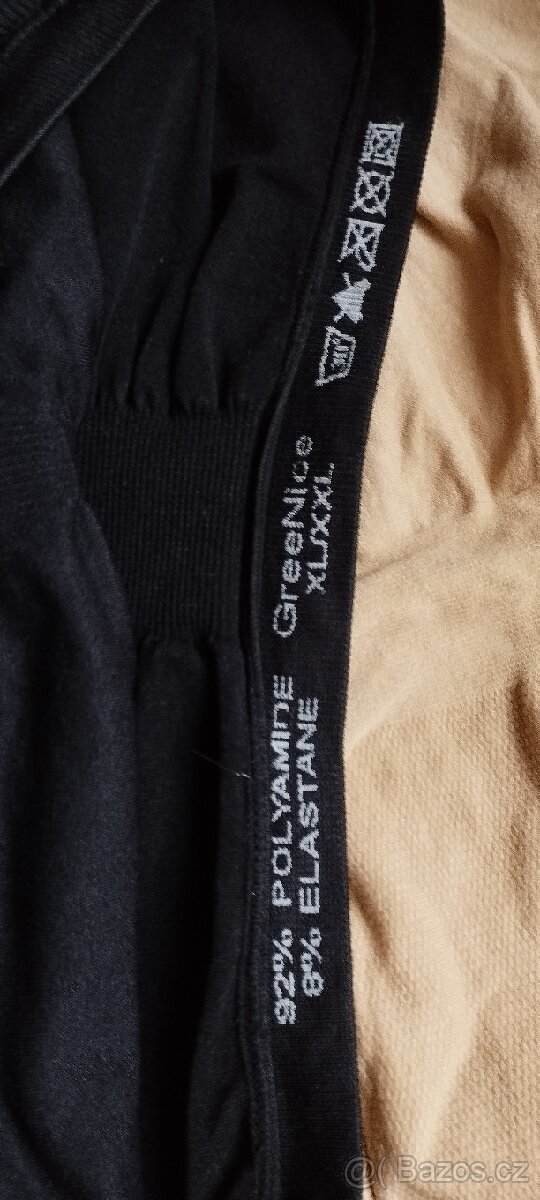 GreeNice
XL/XXL
92% POLYAMIDE
8% ELASTANE
@( Bazos.cz